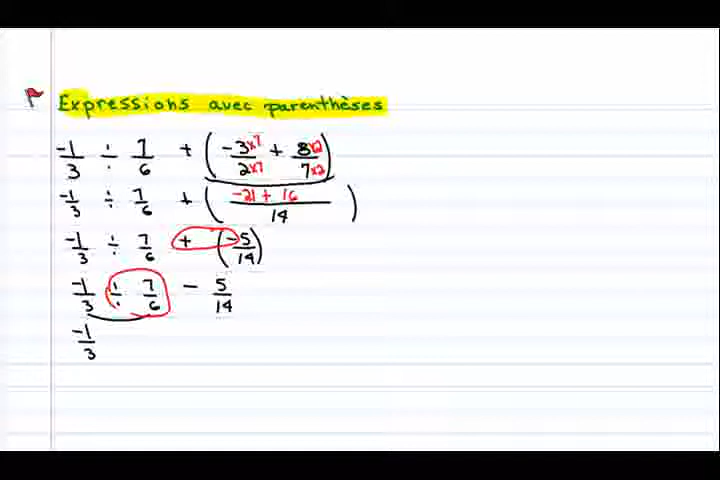 Expressions avec parenthèses
-1/3 ÷ 7/6 + (-3×7/2×7 + 8×2/7×2)
-1/3 ÷ 7/6 + (-21 + 16/14)
-1/3 ÷ 7/6 + (-5/14)
-1/3 ÷ 7/6 - 5/14
-1/3